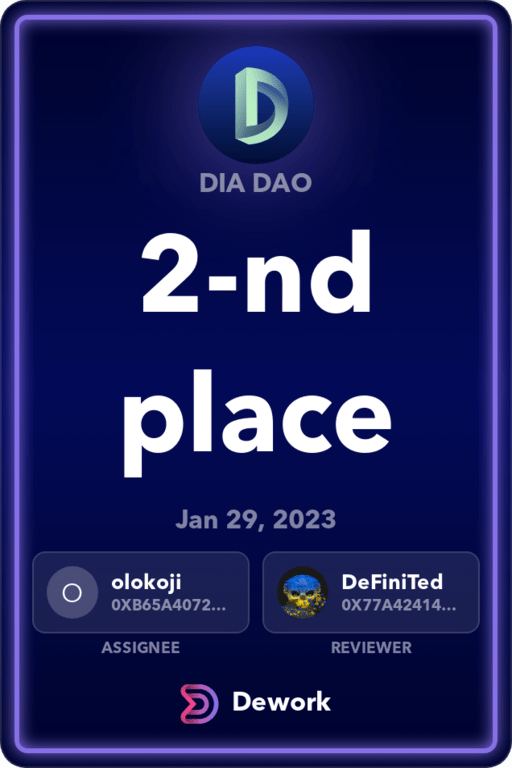 DIA DAO
2-nd
place
Jan 29, 2023
O
olokoji
0XB65A4072...
DeFiniTed
0X77A42414...
ASSIGNEE
REVIEWER
Dework